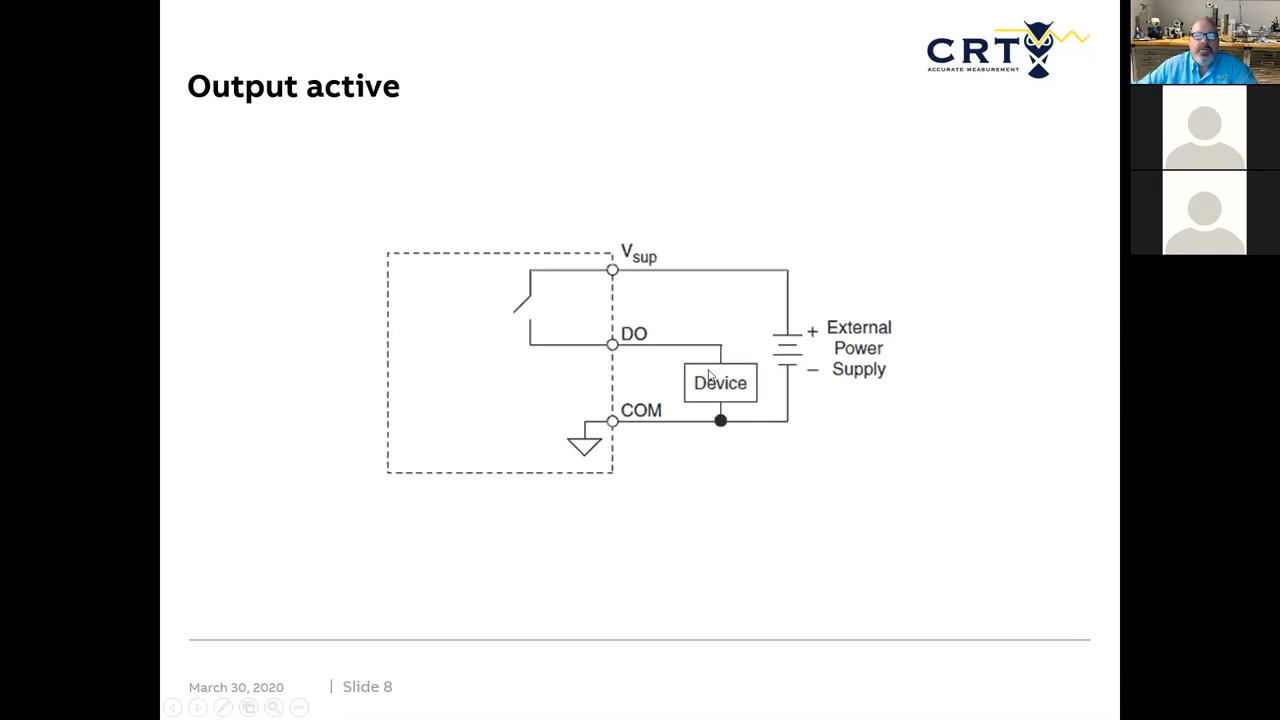 CRT
ACCURATE MEASUREMENT
Output active
Vsup
DO
Device
COM
+ External
Power
– Supply
March 30, 2020 | Slide 8